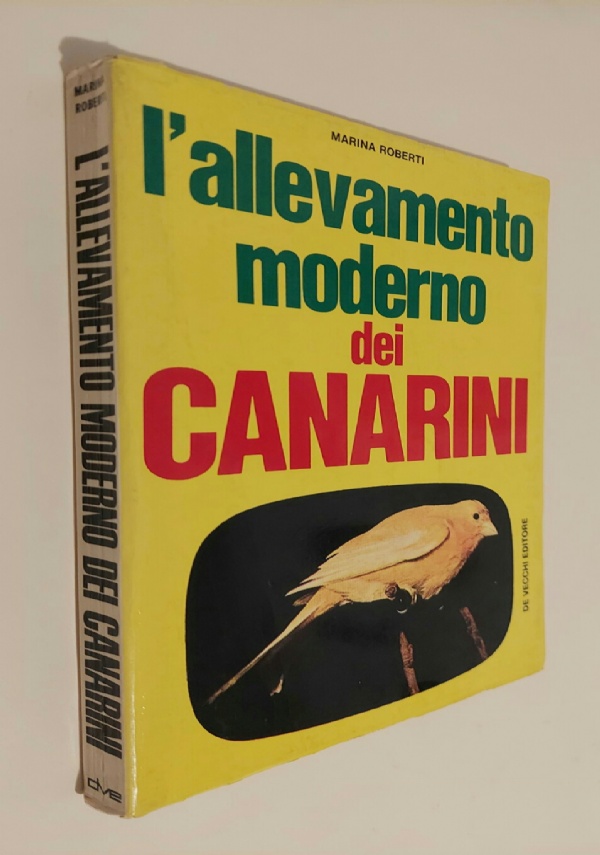 MARINA ROBERTI
l'allevamento
moderno
dei
CANARINI
DE VECCHI EDITORE
MARINA
ROBERTI
L'ALLEVAMENTO MODERNO DEI CANARINI
dve